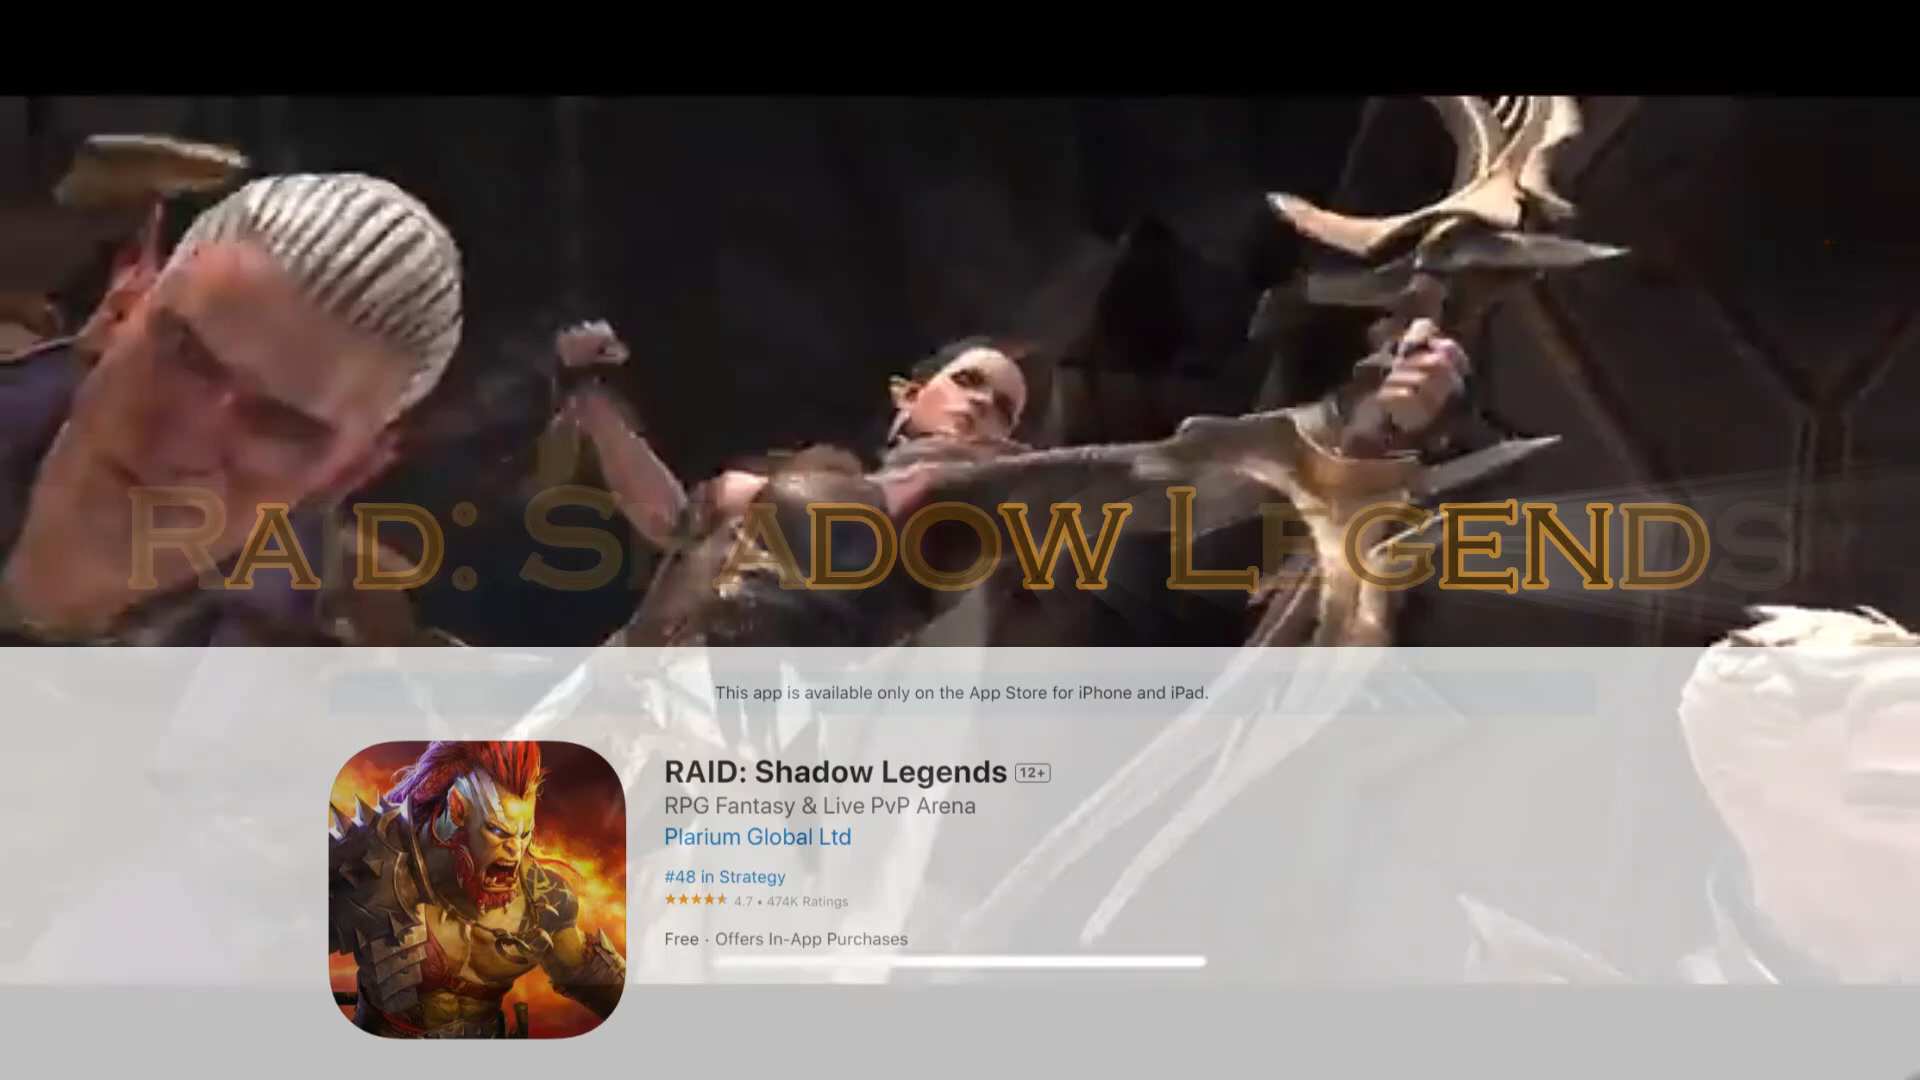 RAID: SHADOW LEGENDS
This app is available only on the App Store for iPhone and iPad.
RAID: Shadow Legends 12+
RPG Fantasy & Live PvP Arena
Plarium Global Ltd
#48 in Strategy
4.7 • 474K Ratings
Free · Offers In-App Purchases